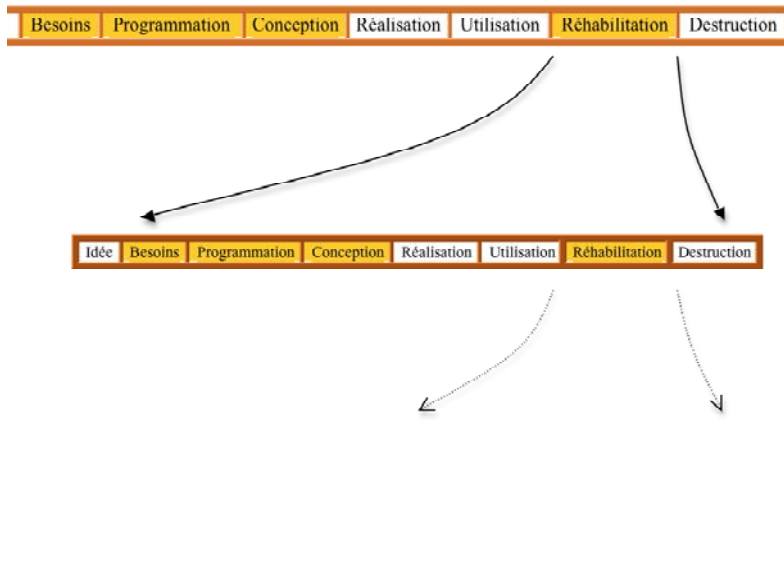 Besoins Programmation Conception Réalisation Utilisation Réhabilitation Destruction
Idée Besoins Programmation Conception Réalisation Utilisation Réhabilitation Destruction